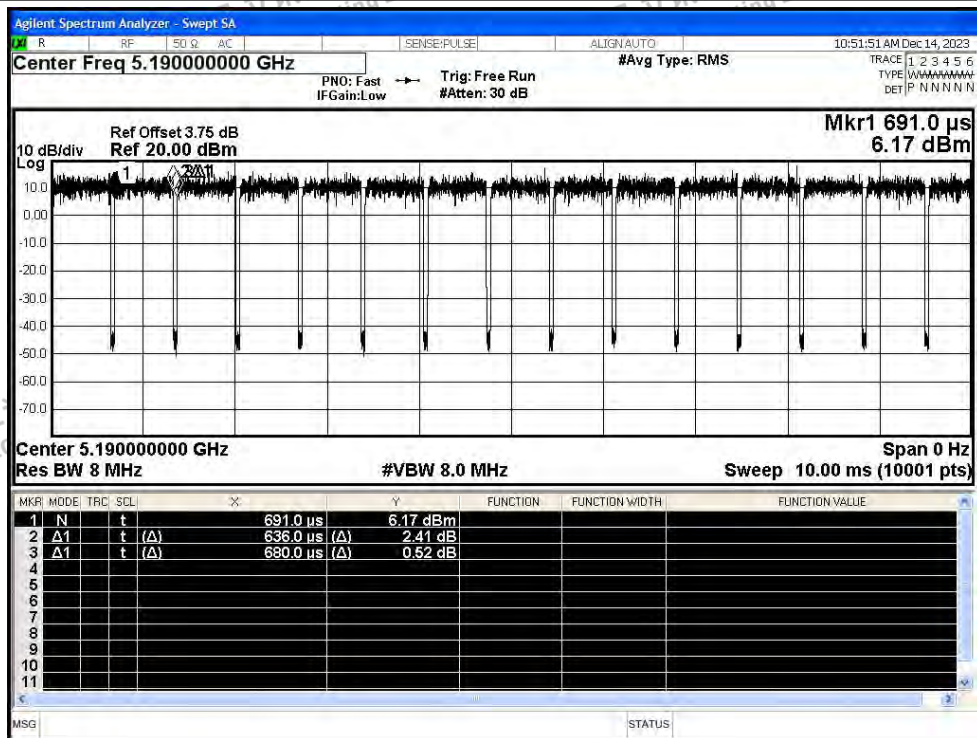 Agilent Spectrum Analyzer - Swept SA
R RF 50 Ω AC SENSE:PULSE ALIGN AUTO 10:51:51 AM Dec 14, 2023
Center Freq 5.190000000 GHz #Avg Type: RMS TRACE 1 2 3 4 5 6
PNO: Fast Trig: Free Run TYPE WWWWWW
IFGain:Low #Atten: 30 dB DET P N N N N N
Mkr1 691.0 µs
Ref Offset 3.75 dB
10 dB/div Ref 20.00 dBm 6.17 dBm
Log
1 2Δ1 3Δ1
10.0
0.00
-10.0
-20.0
-30.0
-40.0
-50.0
-60.0
-70.0
Center 5.190000000 GHz Span 0 Hz
Res BW 8 MHz #VBW 8.0 MHz Sweep 10.00 ms (10001 pts)
MKR MODE TRC SCL X Y FUNCTION FUNCTION WIDTH FUNCTION VALUE
1 N t 691.0 µs 6.17 dBm
2 Δ1 t (Δ) 636.0 µs (Δ) 2.41 dB
3 Δ1 t (Δ) 680.0 µs (Δ) 0.52 dB
4
5
6
7
8
9
10
11
MSG STATUS